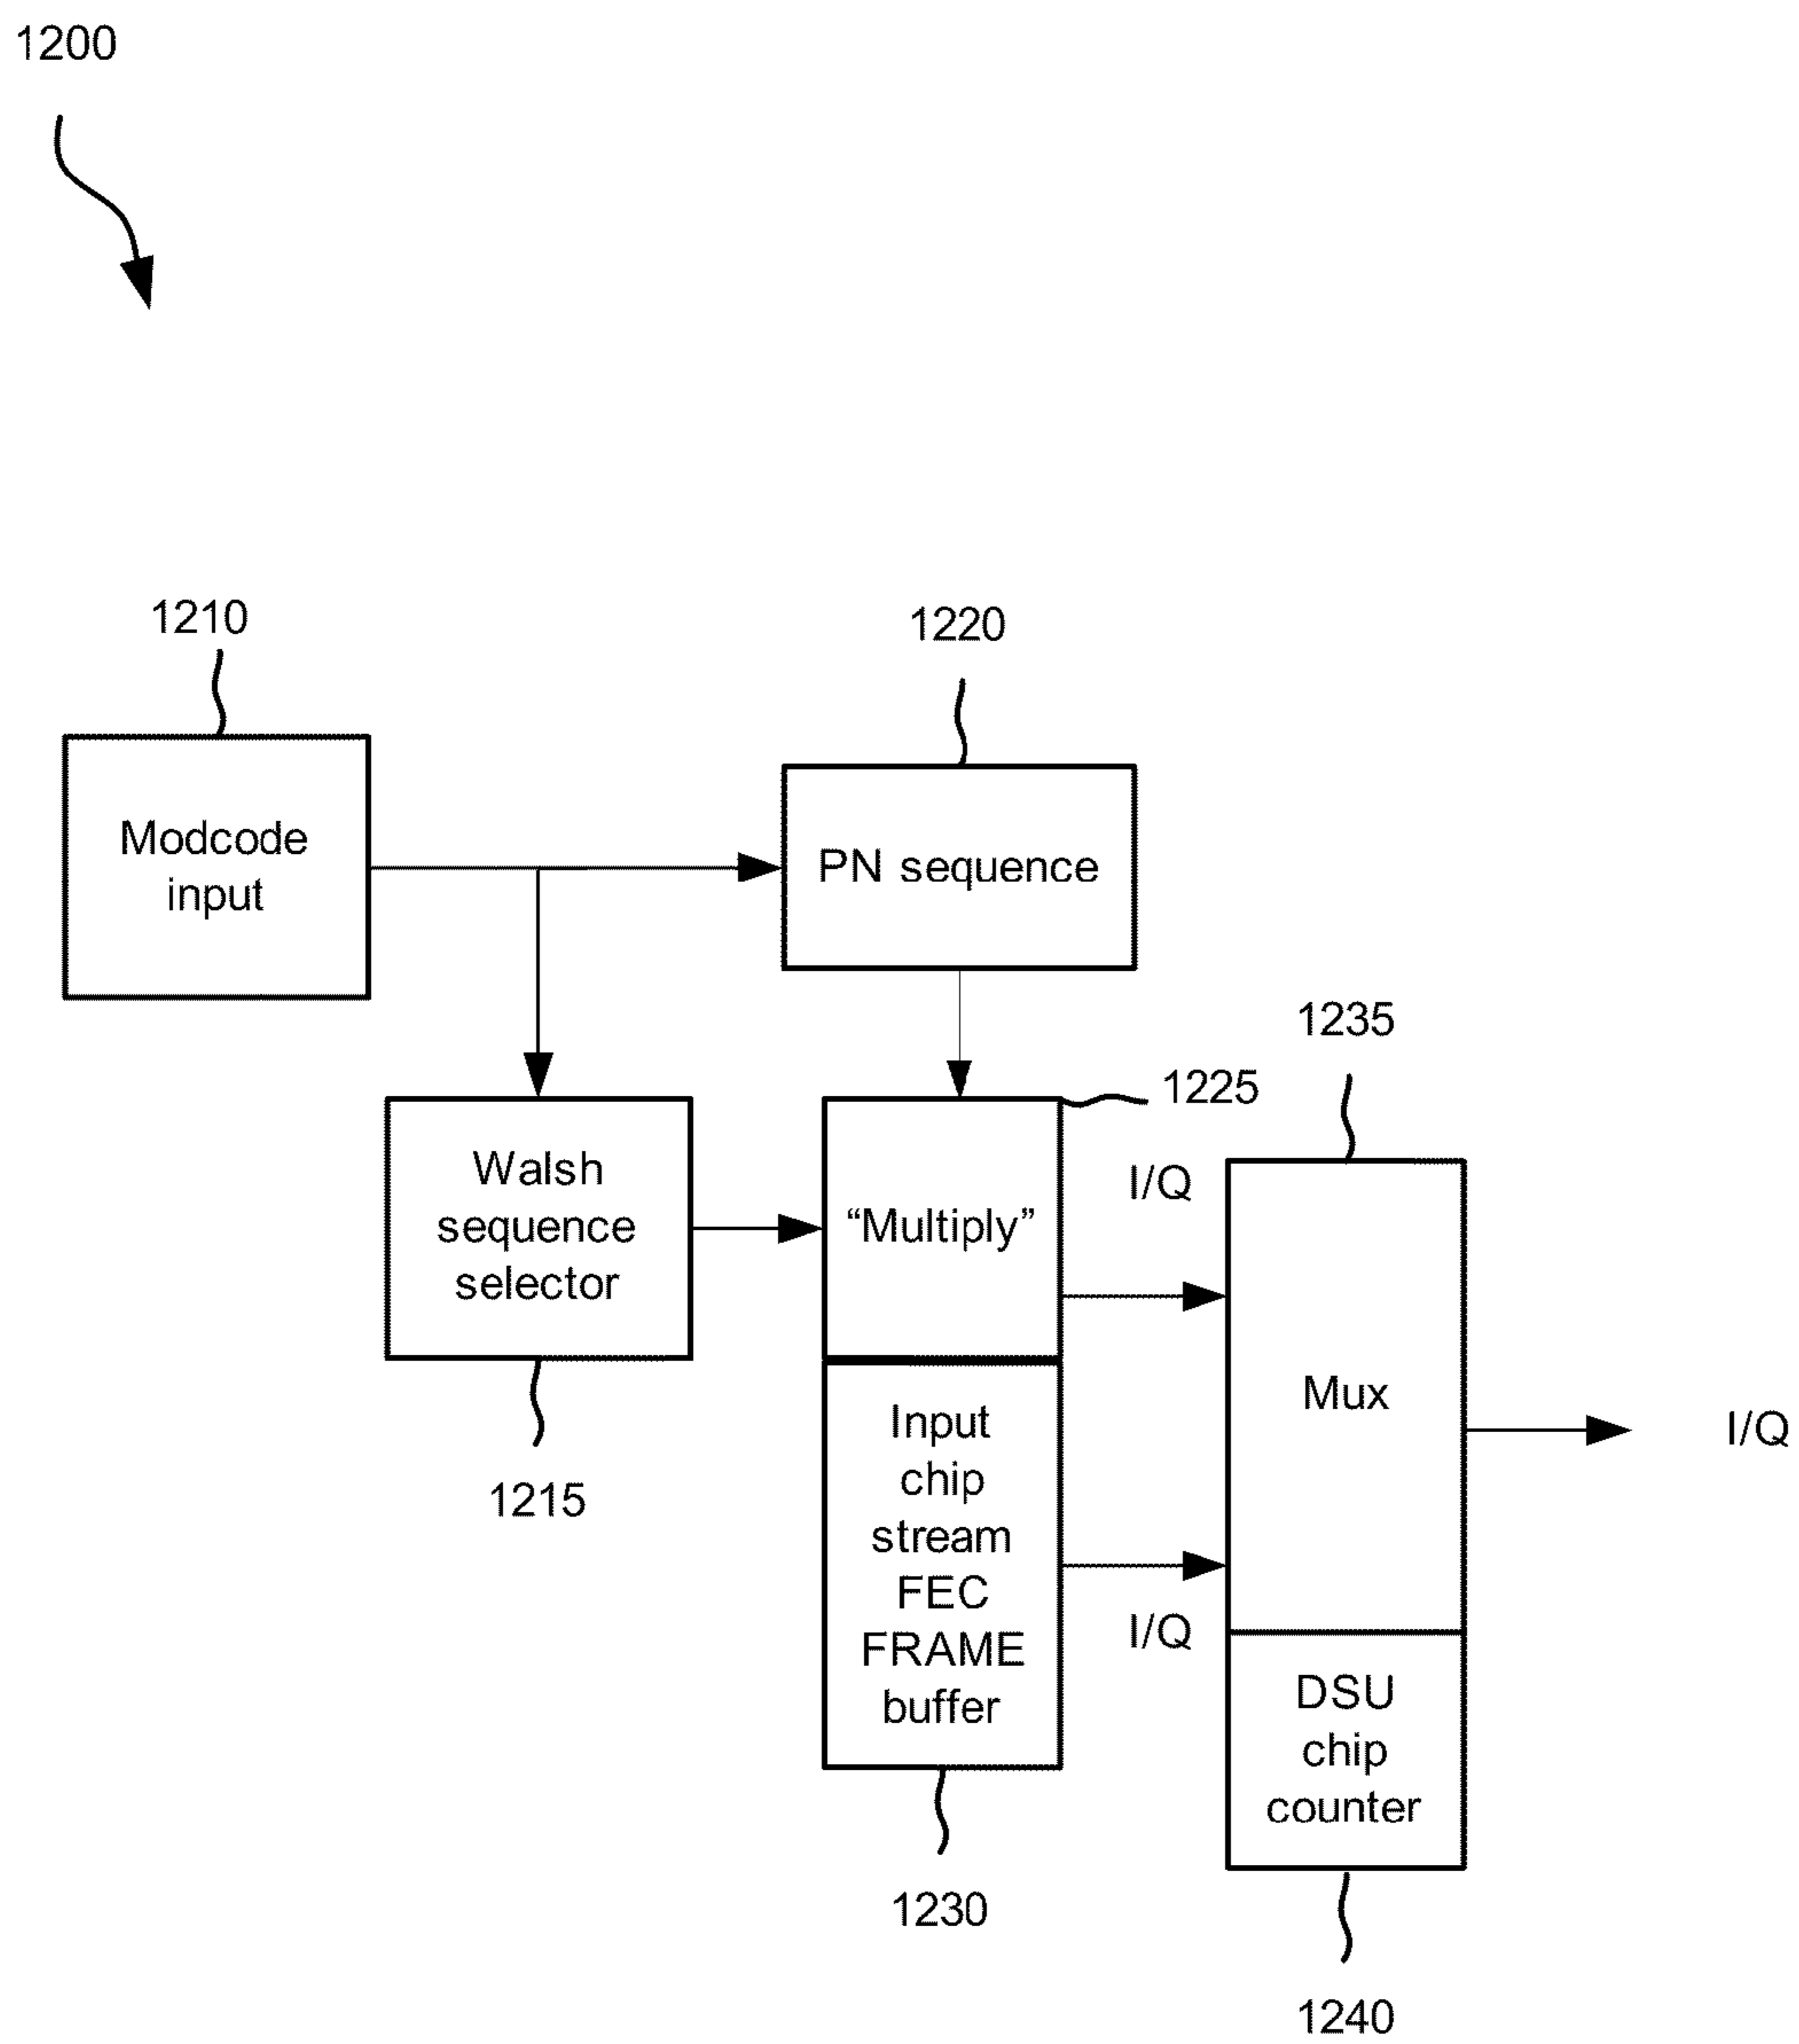 1200
1210
1220
Modcode
input
PN sequence
1235
1225
Walsh
sequence
selector
“Multiply”
I/Q
Mux
I/Q
1215
Input
chip
stream
FEC
FRAME
buffer
I/Q
DSU
chip
counter
1230
1240